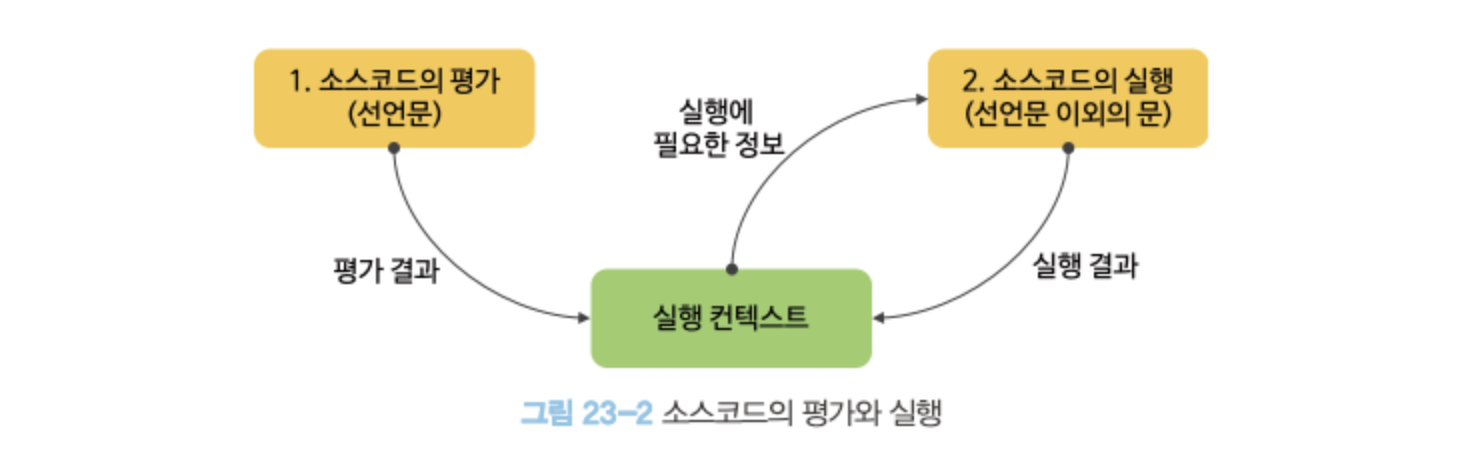 1. 소스코드의 평가
(선언문)
실행에
필요한 정보
2. 소스코드의 실행
(선언문 이외의 문)
평가 결과
실행 컨텍스트
실행 결과
그림 23-2 소스코드의 평가와 실행